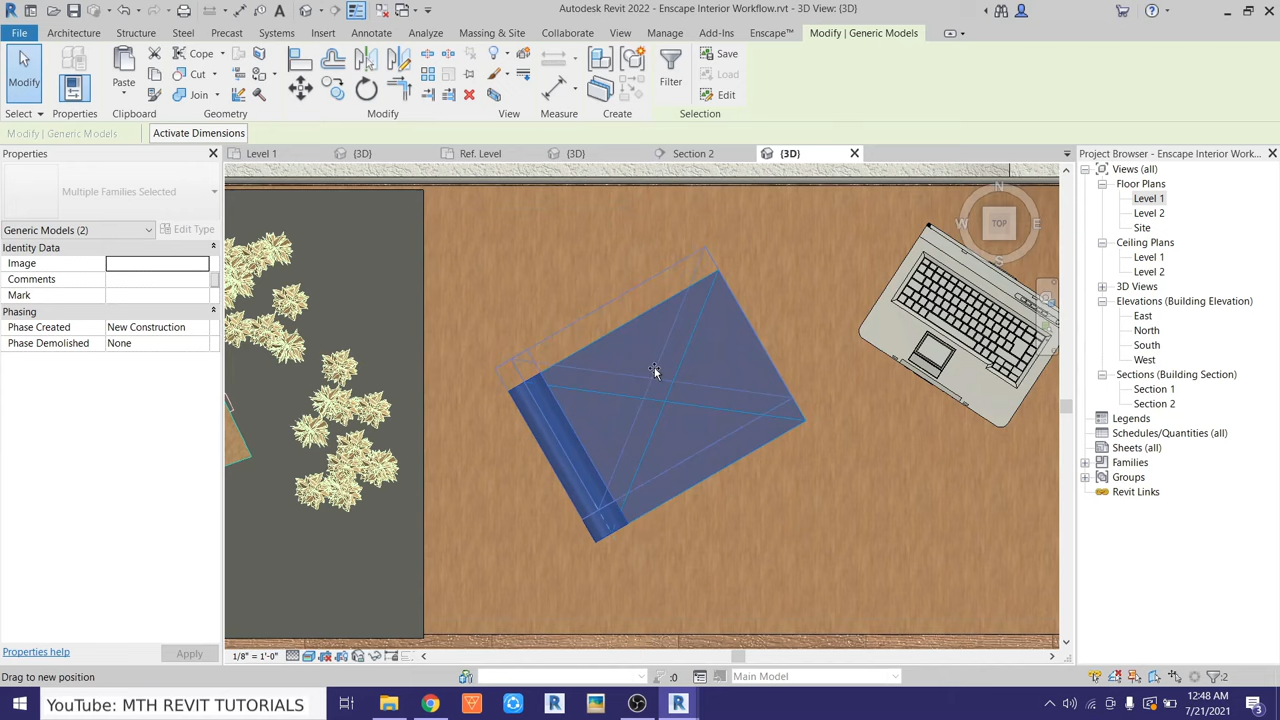 Autodesk Revit 2022 - Enscape Interior Workflow.rvt - 3D View: {3D}
File Architecture Structure Steel Precast Systems Insert Annotate Analyze Massing & Site Collaborate View Manage Add-Ins Enscape™ Modify | Generic Models
Modify
Paste
Cope
Cut
Join
Filter
Save
Load
Edit
Select Properties Clipboard Geometry Modify View Measure Create Selection
Modify | Generic Models Activate Dimensions
Properties
Level 1 {3D} Ref. Level {3D} Section 2 {3D}
Project Browser - Enscape Interior Work...
Multiple Families Selected
Generic Models (2) Edit Type
Identity Data
Image
Comments
Mark
Phasing
Phase Created New Construction
Phase Demolished None
N
W TOP E
S
Views (all)
Floor Plans
Level 1
Level 2
Site
Ceiling Plans
Level 1
Level 2
3D Views
Elevations (Building Elevation)
East
North
South
West
Sections (Building Section)
Section 1
Section 2
Legends
Schedules/Quantities (all)
Sheets (all)
Families
Groups
Revit Links
Properties help Apply
1/8" = 1'-0"
Drag to new position :0 Main Model :2
YouTube: MTH REVIT TUTORIALS
12:48 AM
7/21/2021
3